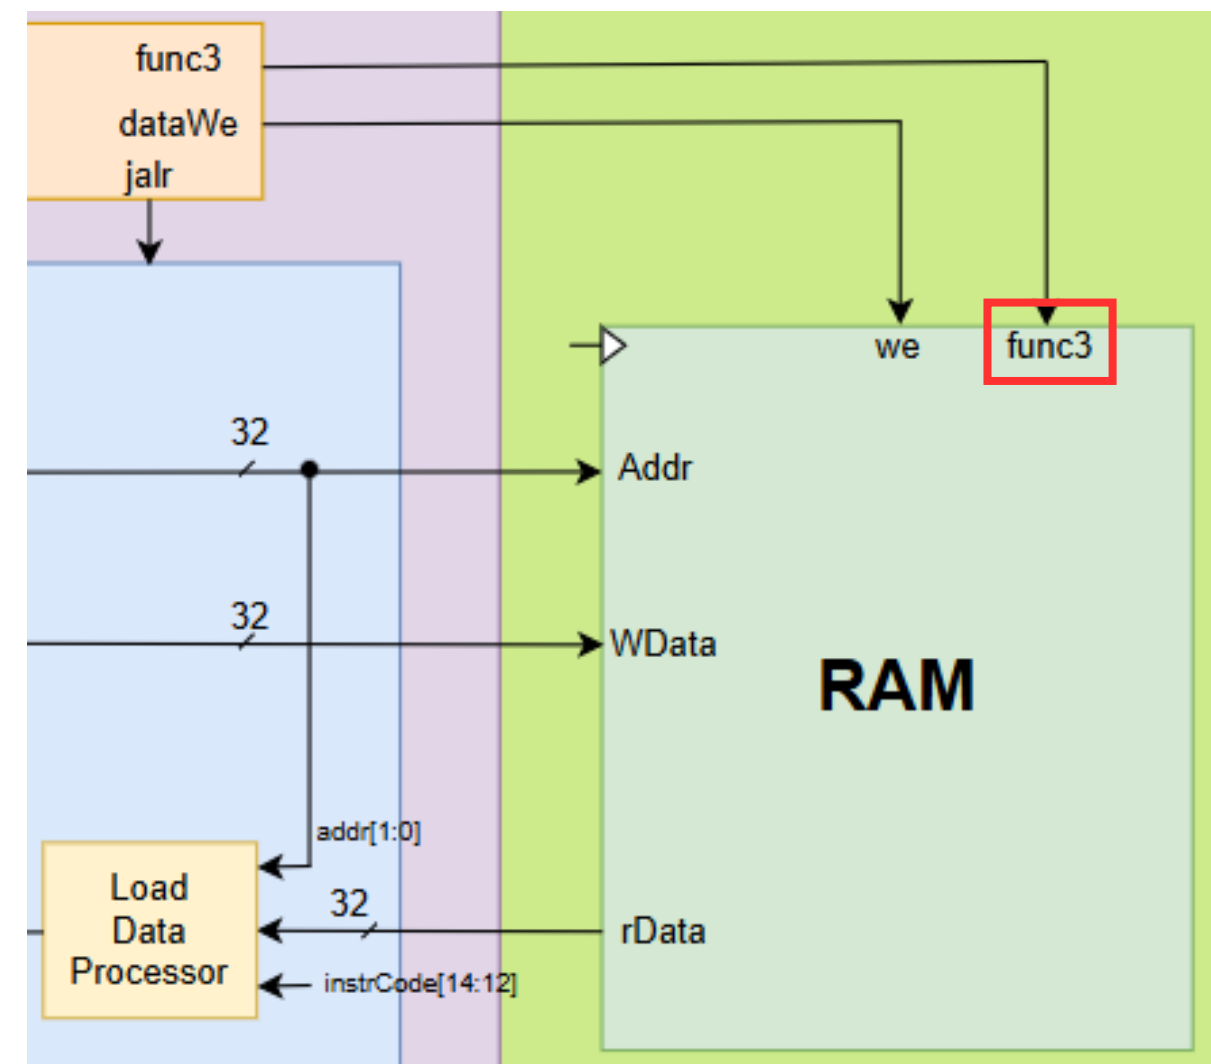 func3
dataWe
jalr
we
func3
32
Addr
32
WData
RAM
addr[1:0]
Load
Data
Processor
32
rData
instrCode[14:12]